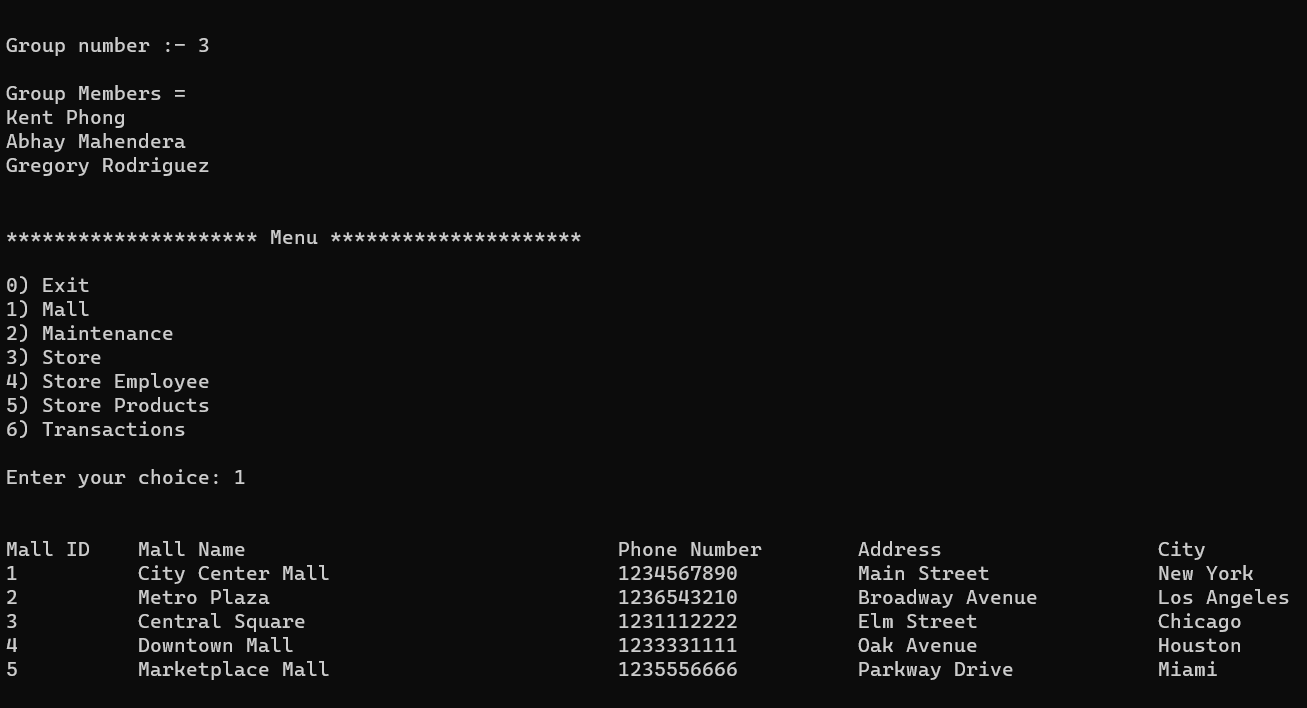 Group number :- 3
Group Members =
Kent Phong
Abhay Mahendera
Gregory Rodriguez
********************* Menu *********************
0) Exit
1) Mall
2) Maintenance
3) Store
4) Store Employee
5) Store Products
6) Transactions
Enter your choice: 1
Mall ID    Mall Name                               Phone Number        Address                  City
1          City Center Mall                        1234567890          Main Street              New York
2          Metro Plaza                             1236543210          Broadway Avenue          Los Angeles
3          Central Square                          1231112222          Elm Street               Chicago
4          Downtown Mall                           1233331111          Oak Avenue               Houston
5          Marketplace Mall                        1235556666          Parkway Drive            Miami